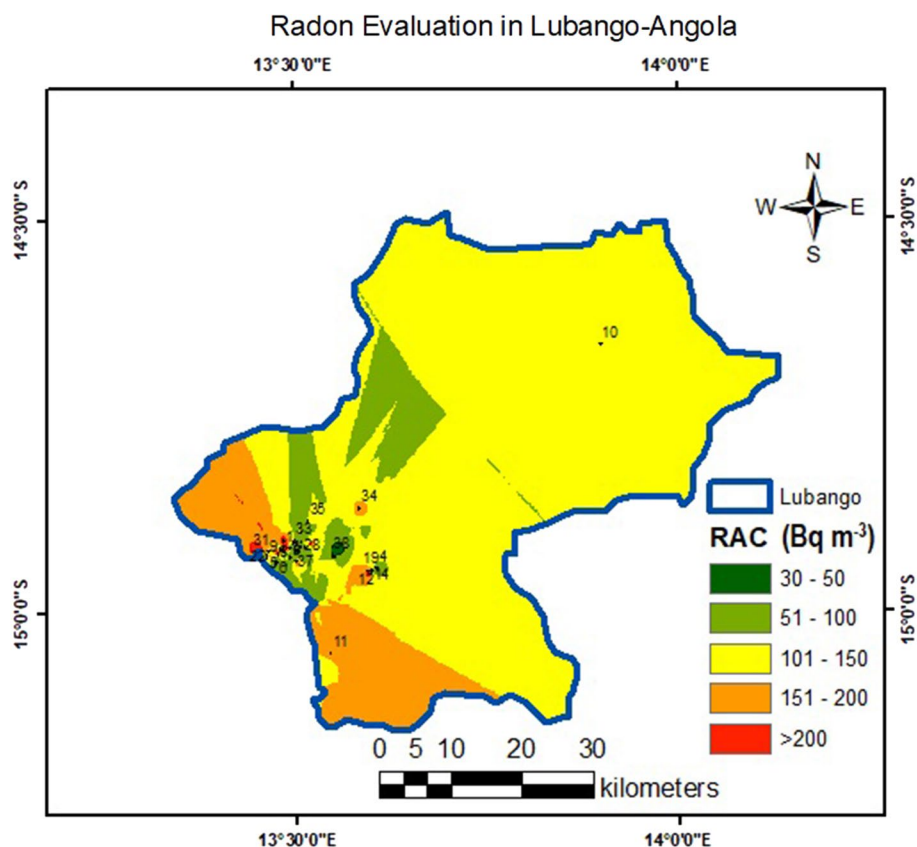 Radon Evaluation in Lubango-Angola
13°30'0"E 14°0'0"E
14°30'0" S 14°30'0" S
N
W E
S
10
34
35
33
31
28
38
37
194
14
12
11
15°0'0"S 15°0'0"S
Lubango
RAC (Bq m-³)
30 - 50
51 - 100
101 - 150
151 - 200
>200
0 5 10 20 30
kilometers
13°30'0"E 14°0'0"E